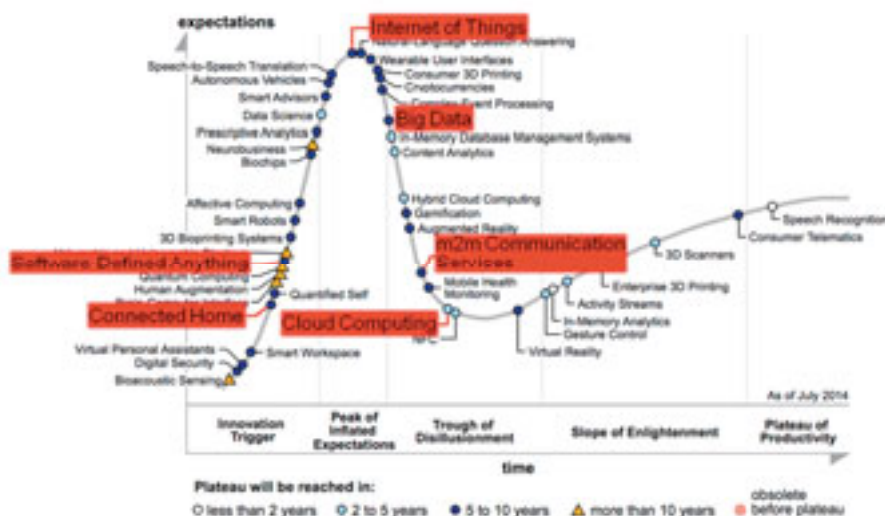 expectations
Internet of Things
Natural Language Question Answering
Wearable User Interfaces
Speech-to-Speech Translation
Consumer 3D Printing
Autonomous Vehicles
Cryptocurrencies
Smart Advisors
Complex Event Processing
Data Science
Big Data
Prescriptive Analytics
In-Memory Database Management Systems
Neurobusiness
Content Analytics
Biochips
Hybrid Cloud Computing
Affective Computing
Gamification
Speech Recognition
Smart Robots
Augmented Reality
Consumer Telematics
3D Bioprinting Systems
m2m Communication
Services
3D Scanners
Software-Defined Anything
Quantum Computing
Mobile Health
Monitoring
Enterprise 3D Printing
Human Augmentation
Quantified Self
Activity Streams
Connected Home
Cloud Computing
In-Memory Analytics
NFC
Gesture Control
Virtual Personal Assistants
Smart Workspace
Virtual Reality
Digital Security
Bioacoustic Sensing
As of July 2014
Innovation
Trigger
Peak of
Inflated
Expectations
Trough of
Disillusionment
Slope of Enlightenment
Plateau of
Productivity
time
Plateau will be reached in:
less than 2 years
2 to 5 years
5 to 10 years
more than 10 years
obsolete
before plateau